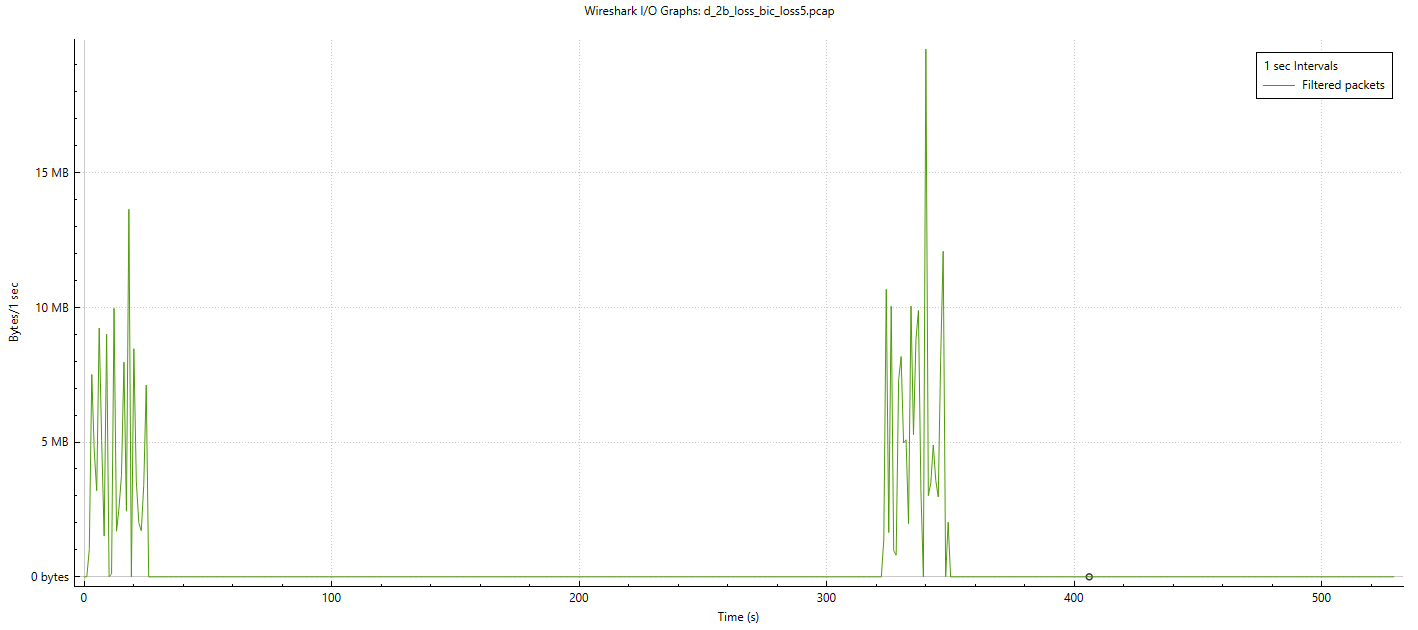 Wireshark I/O Graphs: d_2b_loss_bic_loss5.pcap
1 sec Intervals
Filtered packets
15 MB
10 MB
5 MB
0 bytes
Bytes/1 sec
0 100 200 300 400 500
Time (s)